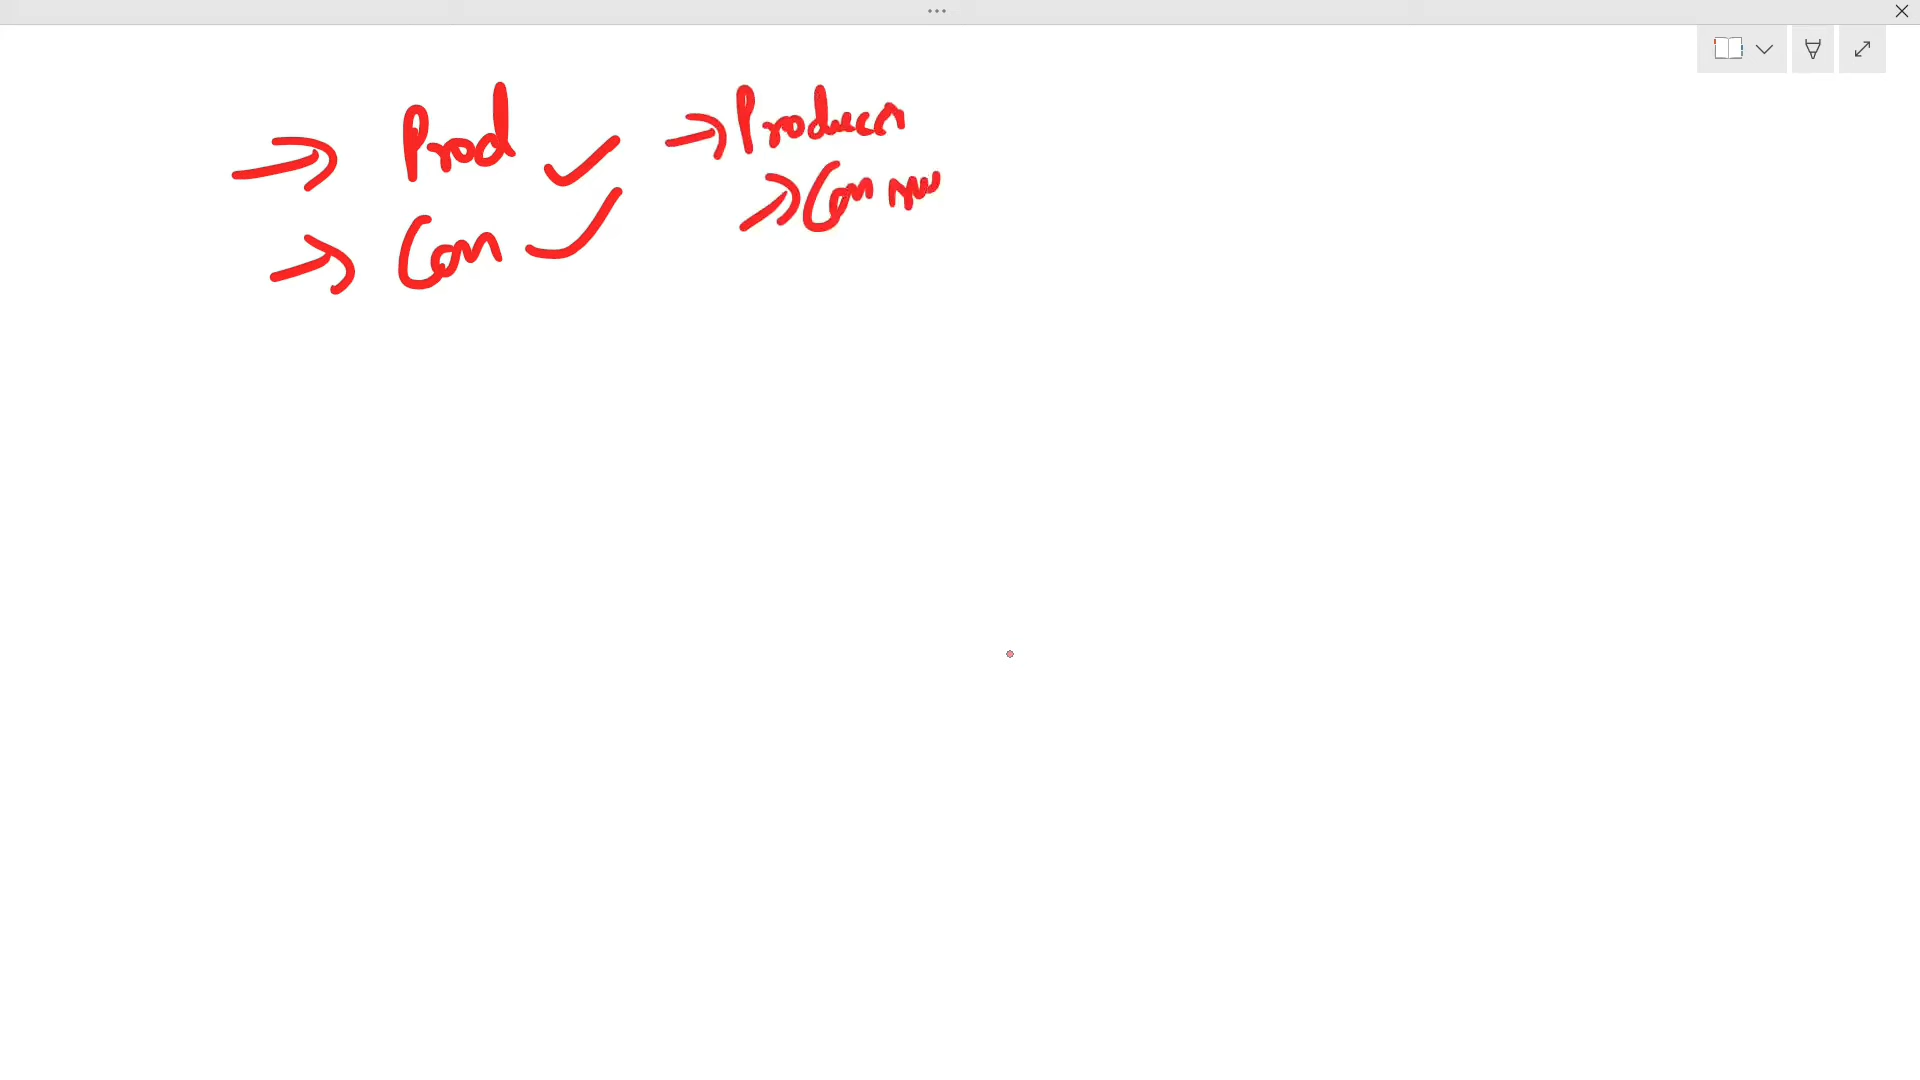 → Prod ✓ → Producer
→ Con ✓ → Con